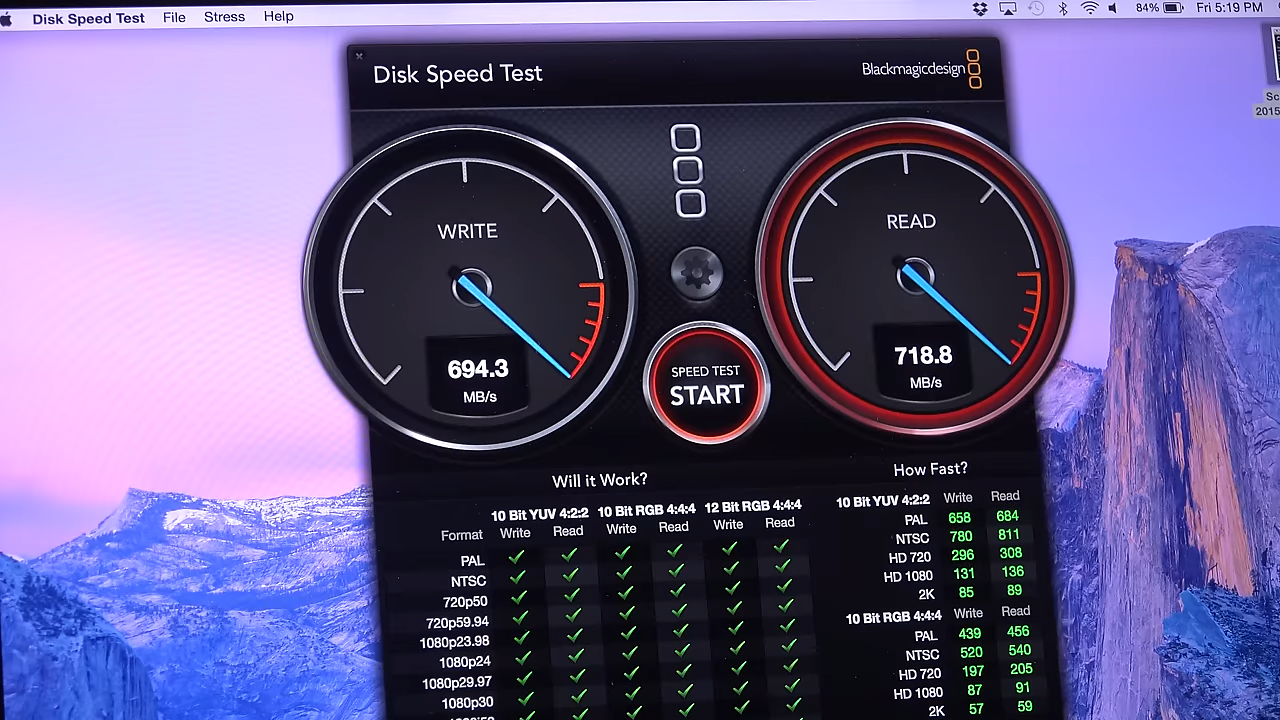 Disk Speed Test File Stress Help 84% Fri 5:19 PM
Disk Speed Test
Blackmagicdesign
Sc
2015
WRITE
694.3
MB/s
READ
718.8
MB/s
SPEED TEST
START
Will it Work?
10 Bit YUV 4:2:2 10 Bit RGB 4:4:4 12 Bit RGB 4:4:4
Format Write Read Write Read Write Read
PAL
NTSC
720p50
720p59.94
1080p23.98
1080p24
1080p29.97
1080p30
How Fast?
10 Bit YUV 4:2:2 Write Read
PAL 658 684
NTSC 780 811
HD 720 296 308
HD 1080 131 136
2K 85 89
10 Bit RGB 4:4:4 Write Read
PAL 439 456
NTSC 520 540
HD 720 197 205
HD 1080 87 91
2K 57 59